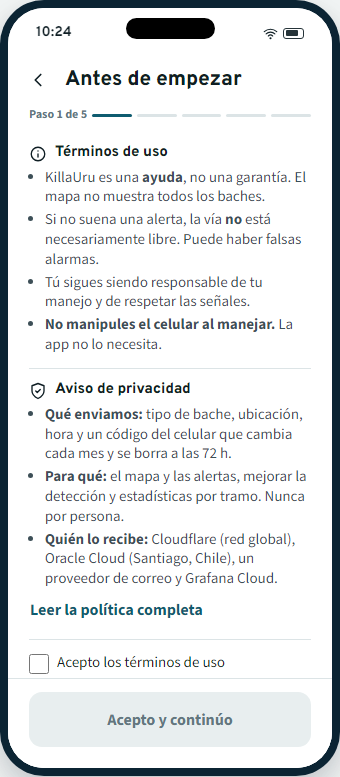 10:24
Antes de empezar
Paso 1 de 5
Términos de uso
KillaUru es una ayuda, no una garantía. El
mapa no muestra todos los baches.
Si no suena una alerta, la vía no está
necesariamente libre. Puede haber falsas
alarmas.
Tú sigues siendo responsable de tu
manejo y de respetar las señales.
No manipules el celular al manejar. La
app no lo necesita.
Aviso de privacidad
Qué enviamos: tipo de bache, ubicación,
hora y un código del celular que cambia
cada mes y se borra a las 72 h.
Para qué: el mapa y las alertas, mejorar la
detección y estadísticas por tramo. Nunca
por persona.
Quién lo recibe: Cloudflare (red global),
Oracle Cloud (Santiago, Chile), un
proveedor de correo y Grafana Cloud.
Leer la política completa
Acepto los términos de uso
Acepto y continúo